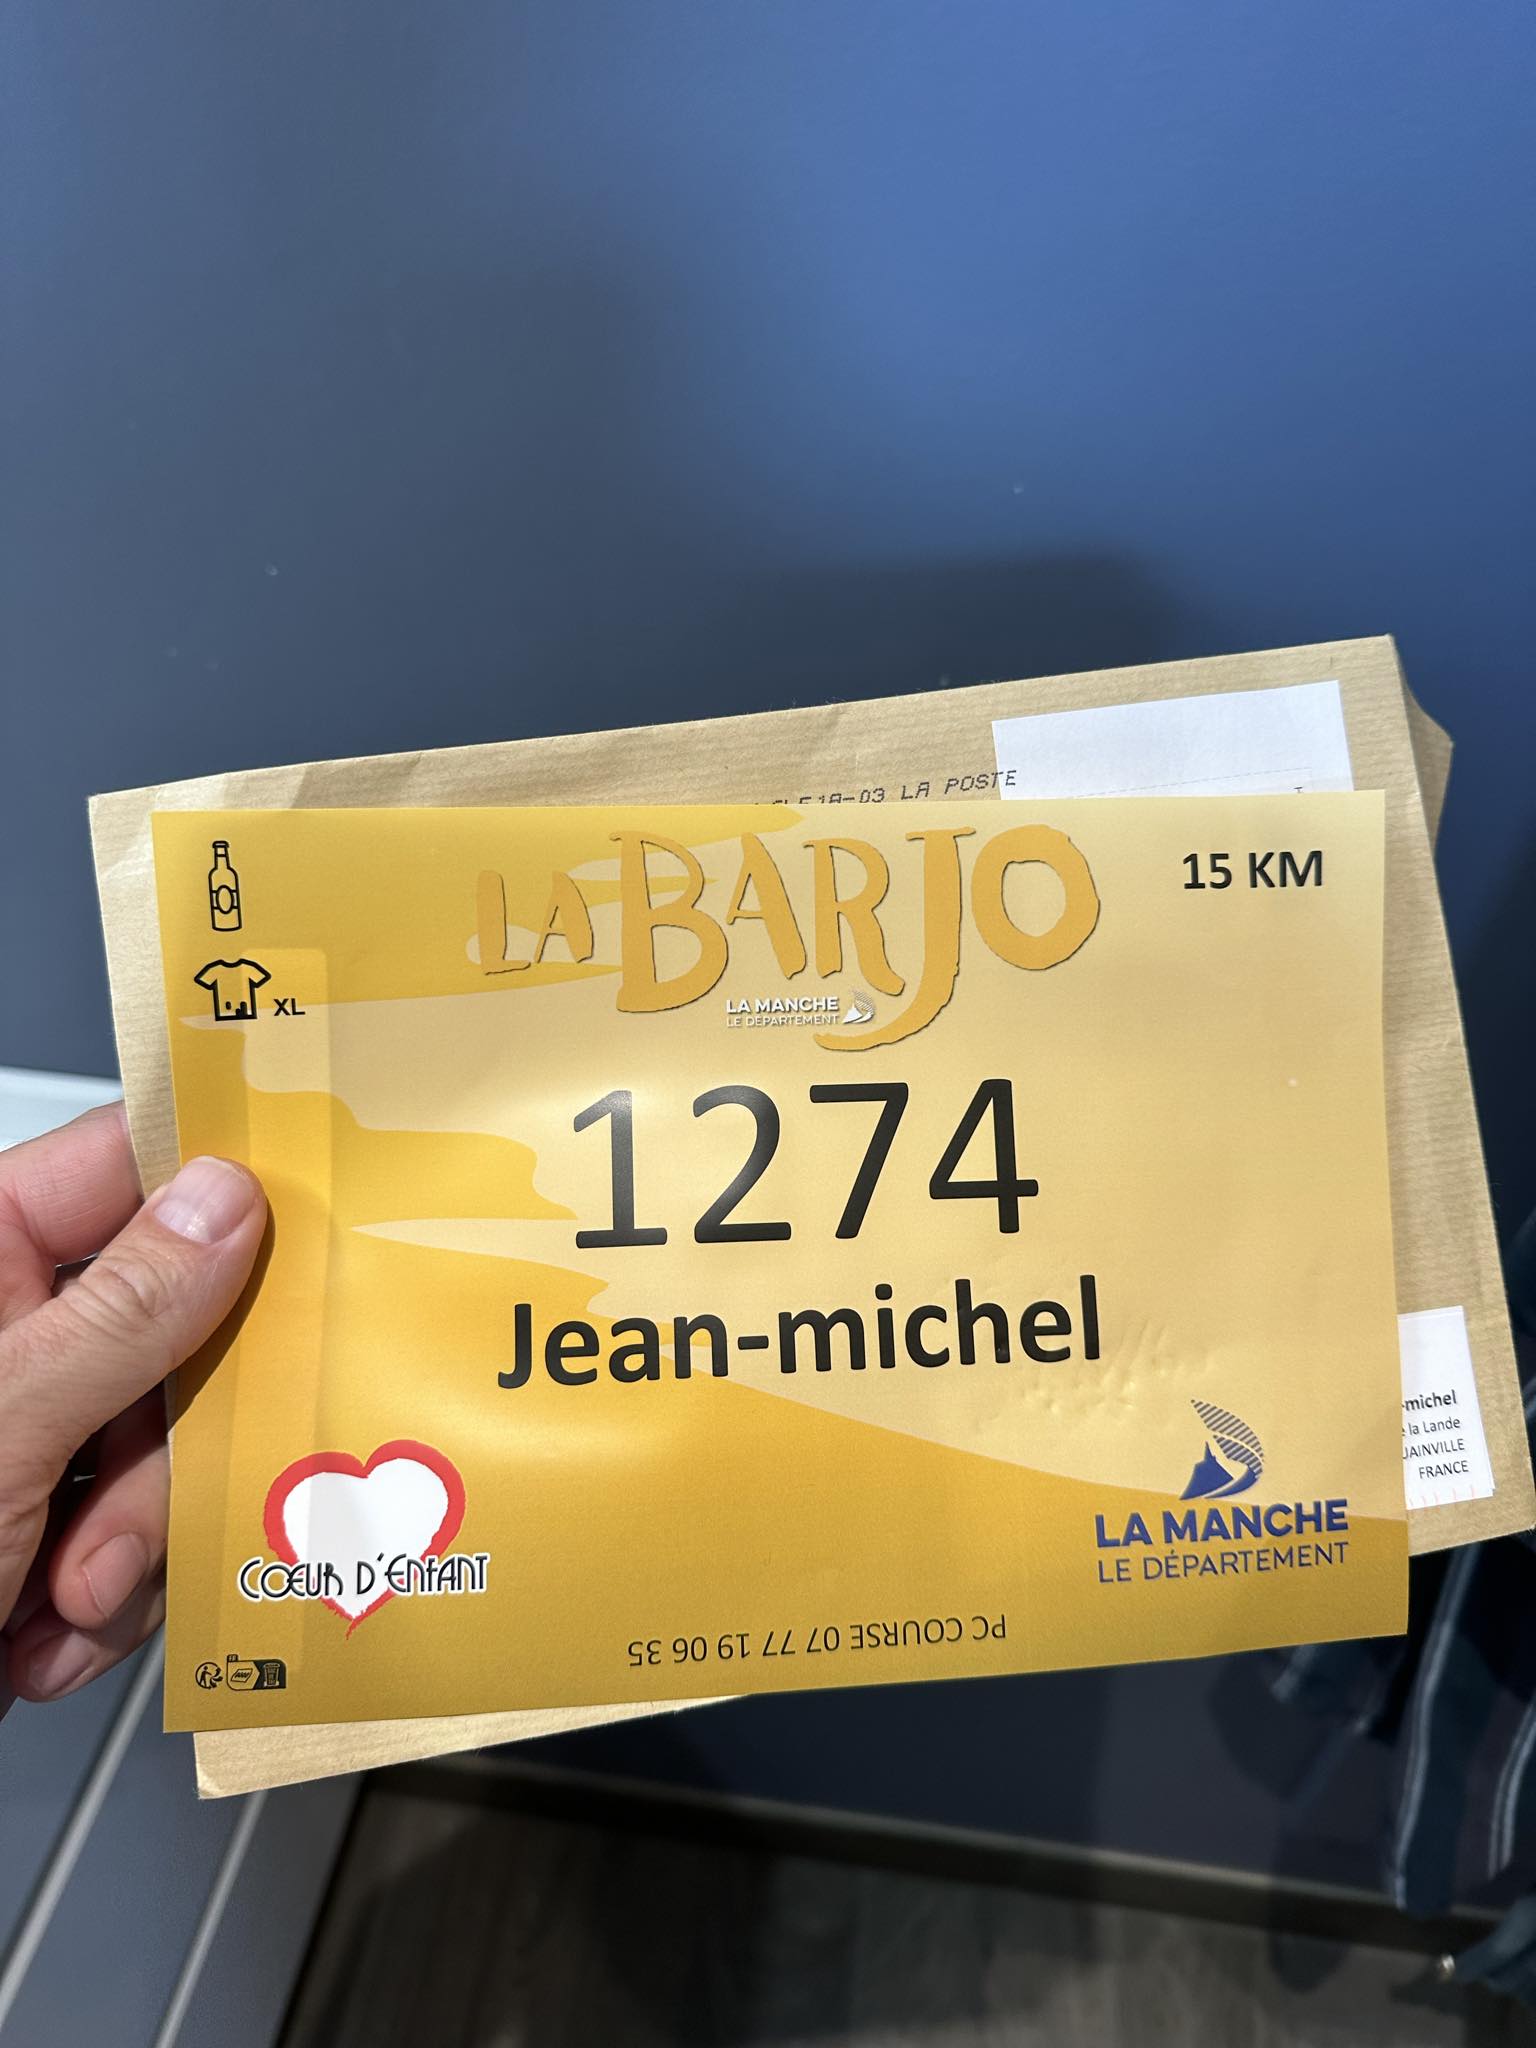 LA POSTE
LA BARJO
15 KM
XL
LA MANCHE
LE DÉPARTEMENT
1274
Jean-michel
-michel
la Lande
FRANCE
CŒUR D'ENFANT
LA MANCHE
LE DÉPARTEMENT
PC COURSE 07 77 19 06 35